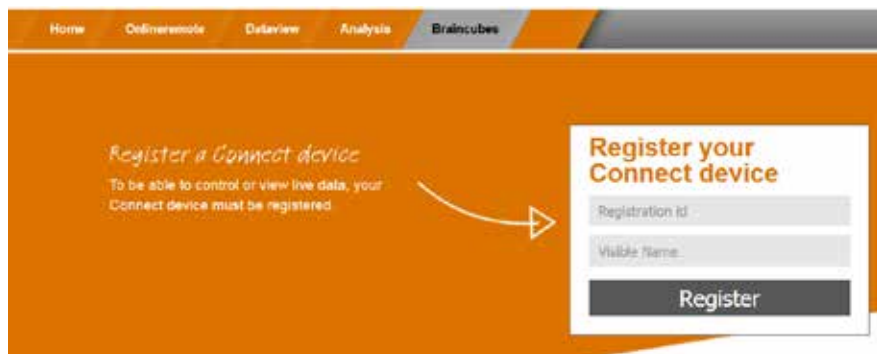 Home Onlineremote Dataview Analysis Braincubes
Register a Connect device
To be able to control or view live data, your
Connect device must be registered.
Register your
Connect device
Registration Id
Visible Name
Register